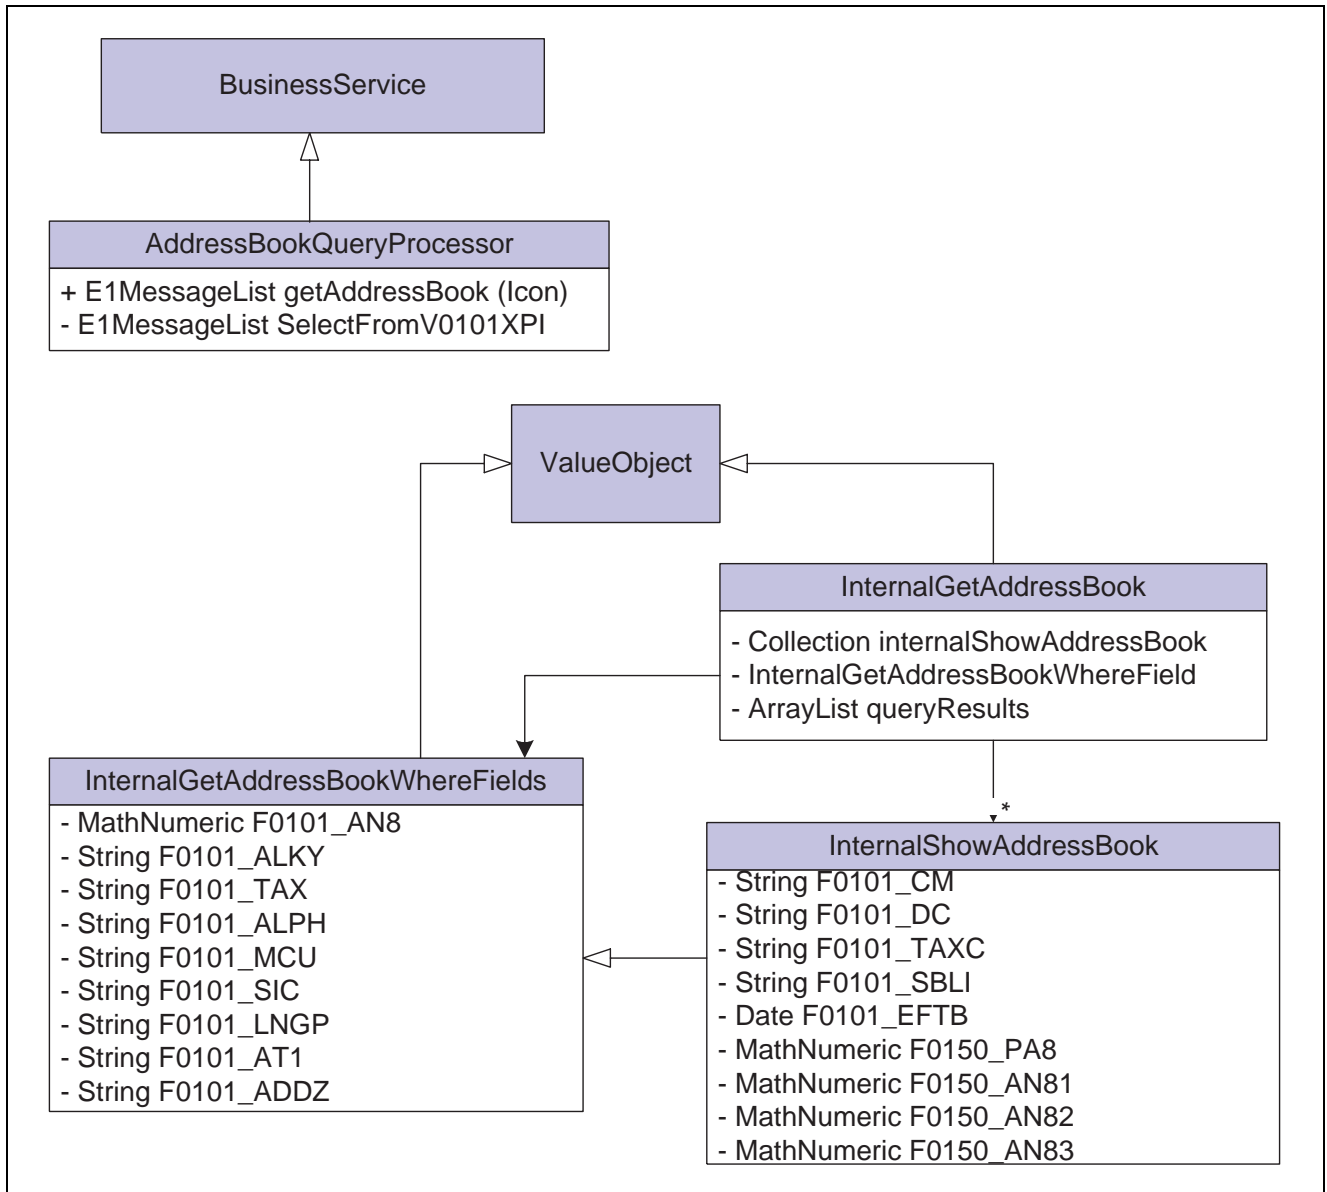 BusinessService
AddressBookQueryProcessor
+ E1MessageList getAddressBook (Icon)
- E1MessageList SelectFromV0101XPI
ValueObject
InternalGetAddressBook
- Collection internalShowAddressBook
- InternalGetAddressBookWhereField
- ArrayList queryResults
*
InternalGetAddressBookWhereFields
- MathNumeric F0101_AN8
- String F0101_ALKY
- String F0101_TAX
- String F0101_ALPH
- String F0101_MCU
- String F0101_SIC
- String F0101_LNGP
- String F0101_AT1
- String F0101_ADDZ
InternalShowAddressBook
- String F0101_CM
- String F0101_DC
- String F0101_TAXC
- String F0101_SBLI
- Date F0101_EFTB
- MathNumeric F0150_PA8
- MathNumeric F0150_AN81
- MathNumeric F0150_AN82
- MathNumeric F0150_AN83